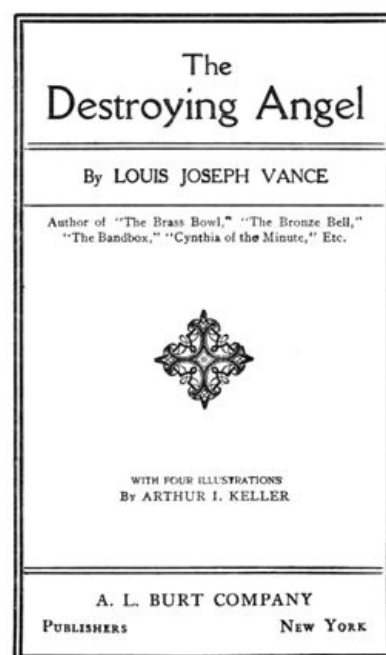 The
Destroying Angel
By LOUIS JOSEPH VANCE
Author of "The Brass Bowl," "The Bronze Bell,"
"The Bandbox," "Cynthia of the Minute," Etc.
WITH FOUR ILLUSTRATIONS
By ARTHUR I. KELLER
A. L. BURT COMPANY
PUBLISHERS NEW YORK